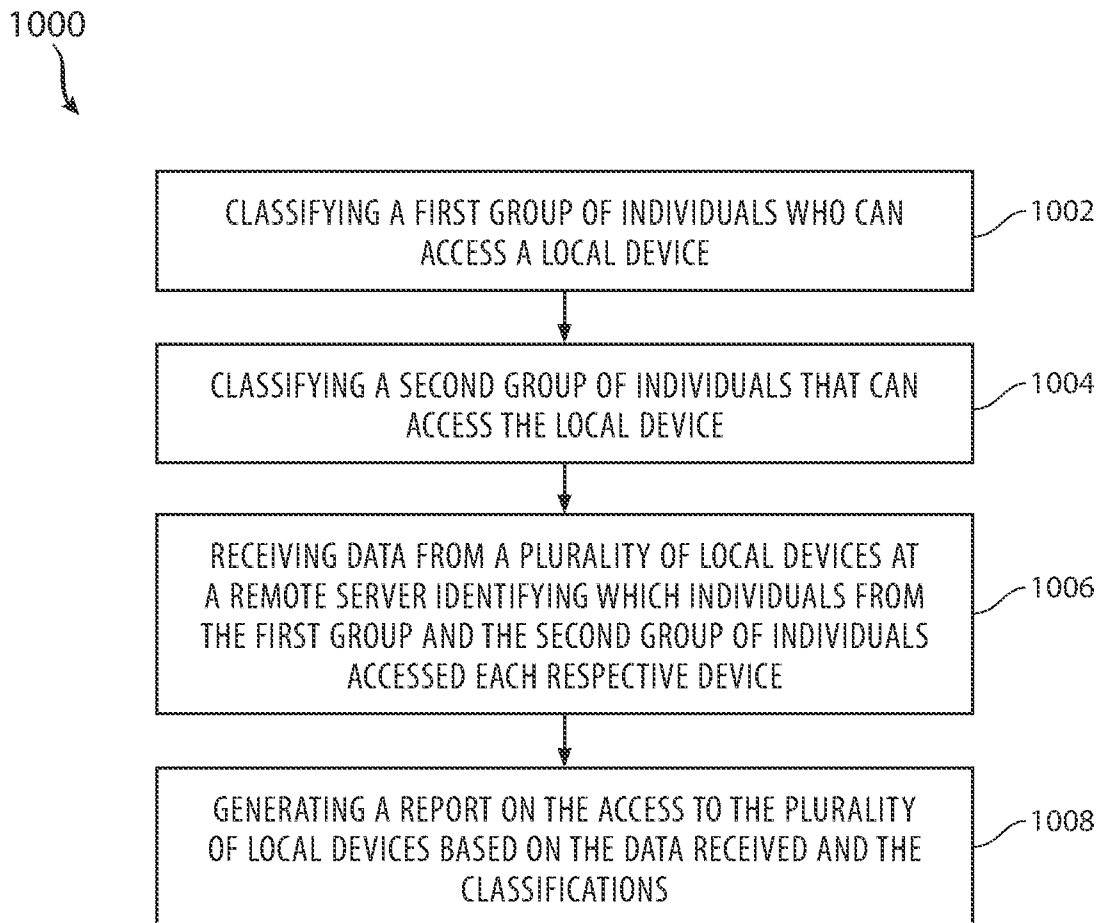 1000
CLASSIFYING A FIRST GROUP OF INDIVIDUALS WHO CAN
ACCESS A LOCAL DEVICE
1002
CLASSIFYING A SECOND GROUP OF INDIVIDUALS THAT CAN
ACCESS THE LOCAL DEVICE
1004
RECEIVING DATA FROM A PLURALITY OF LOCAL DEVICES AT
A REMOTE SERVER IDENTIFYING WHICH INDIVIDUALS FROM
THE FIRST GROUP AND THE SECOND GROUP OF INDIVIDUALS
ACCESSED EACH RESPECTIVE DEVICE
1006
GENERATING A REPORT ON THE ACCESS TO THE PLURALITY
OF LOCAL DEVICES BASED ON THE DATA RECEIVED AND THE
CLASSIFICATIONS
1008